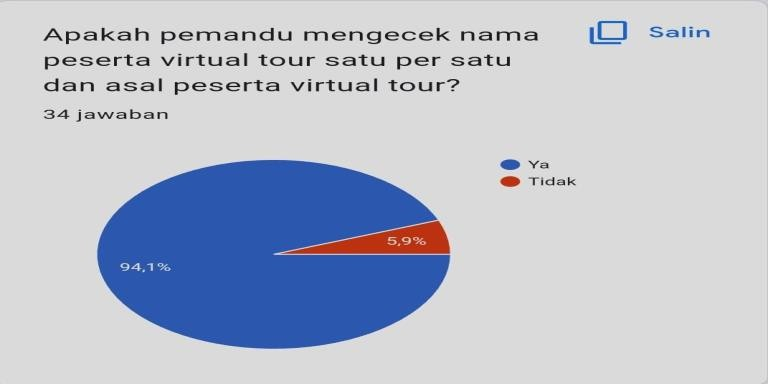 Apakah pemandu mengecek nama
peserta virtual tour satu per satu
dan asal peserta virtual tour?
Salin
34 jawaban
Ya
Tidak
5,9%
94,1%